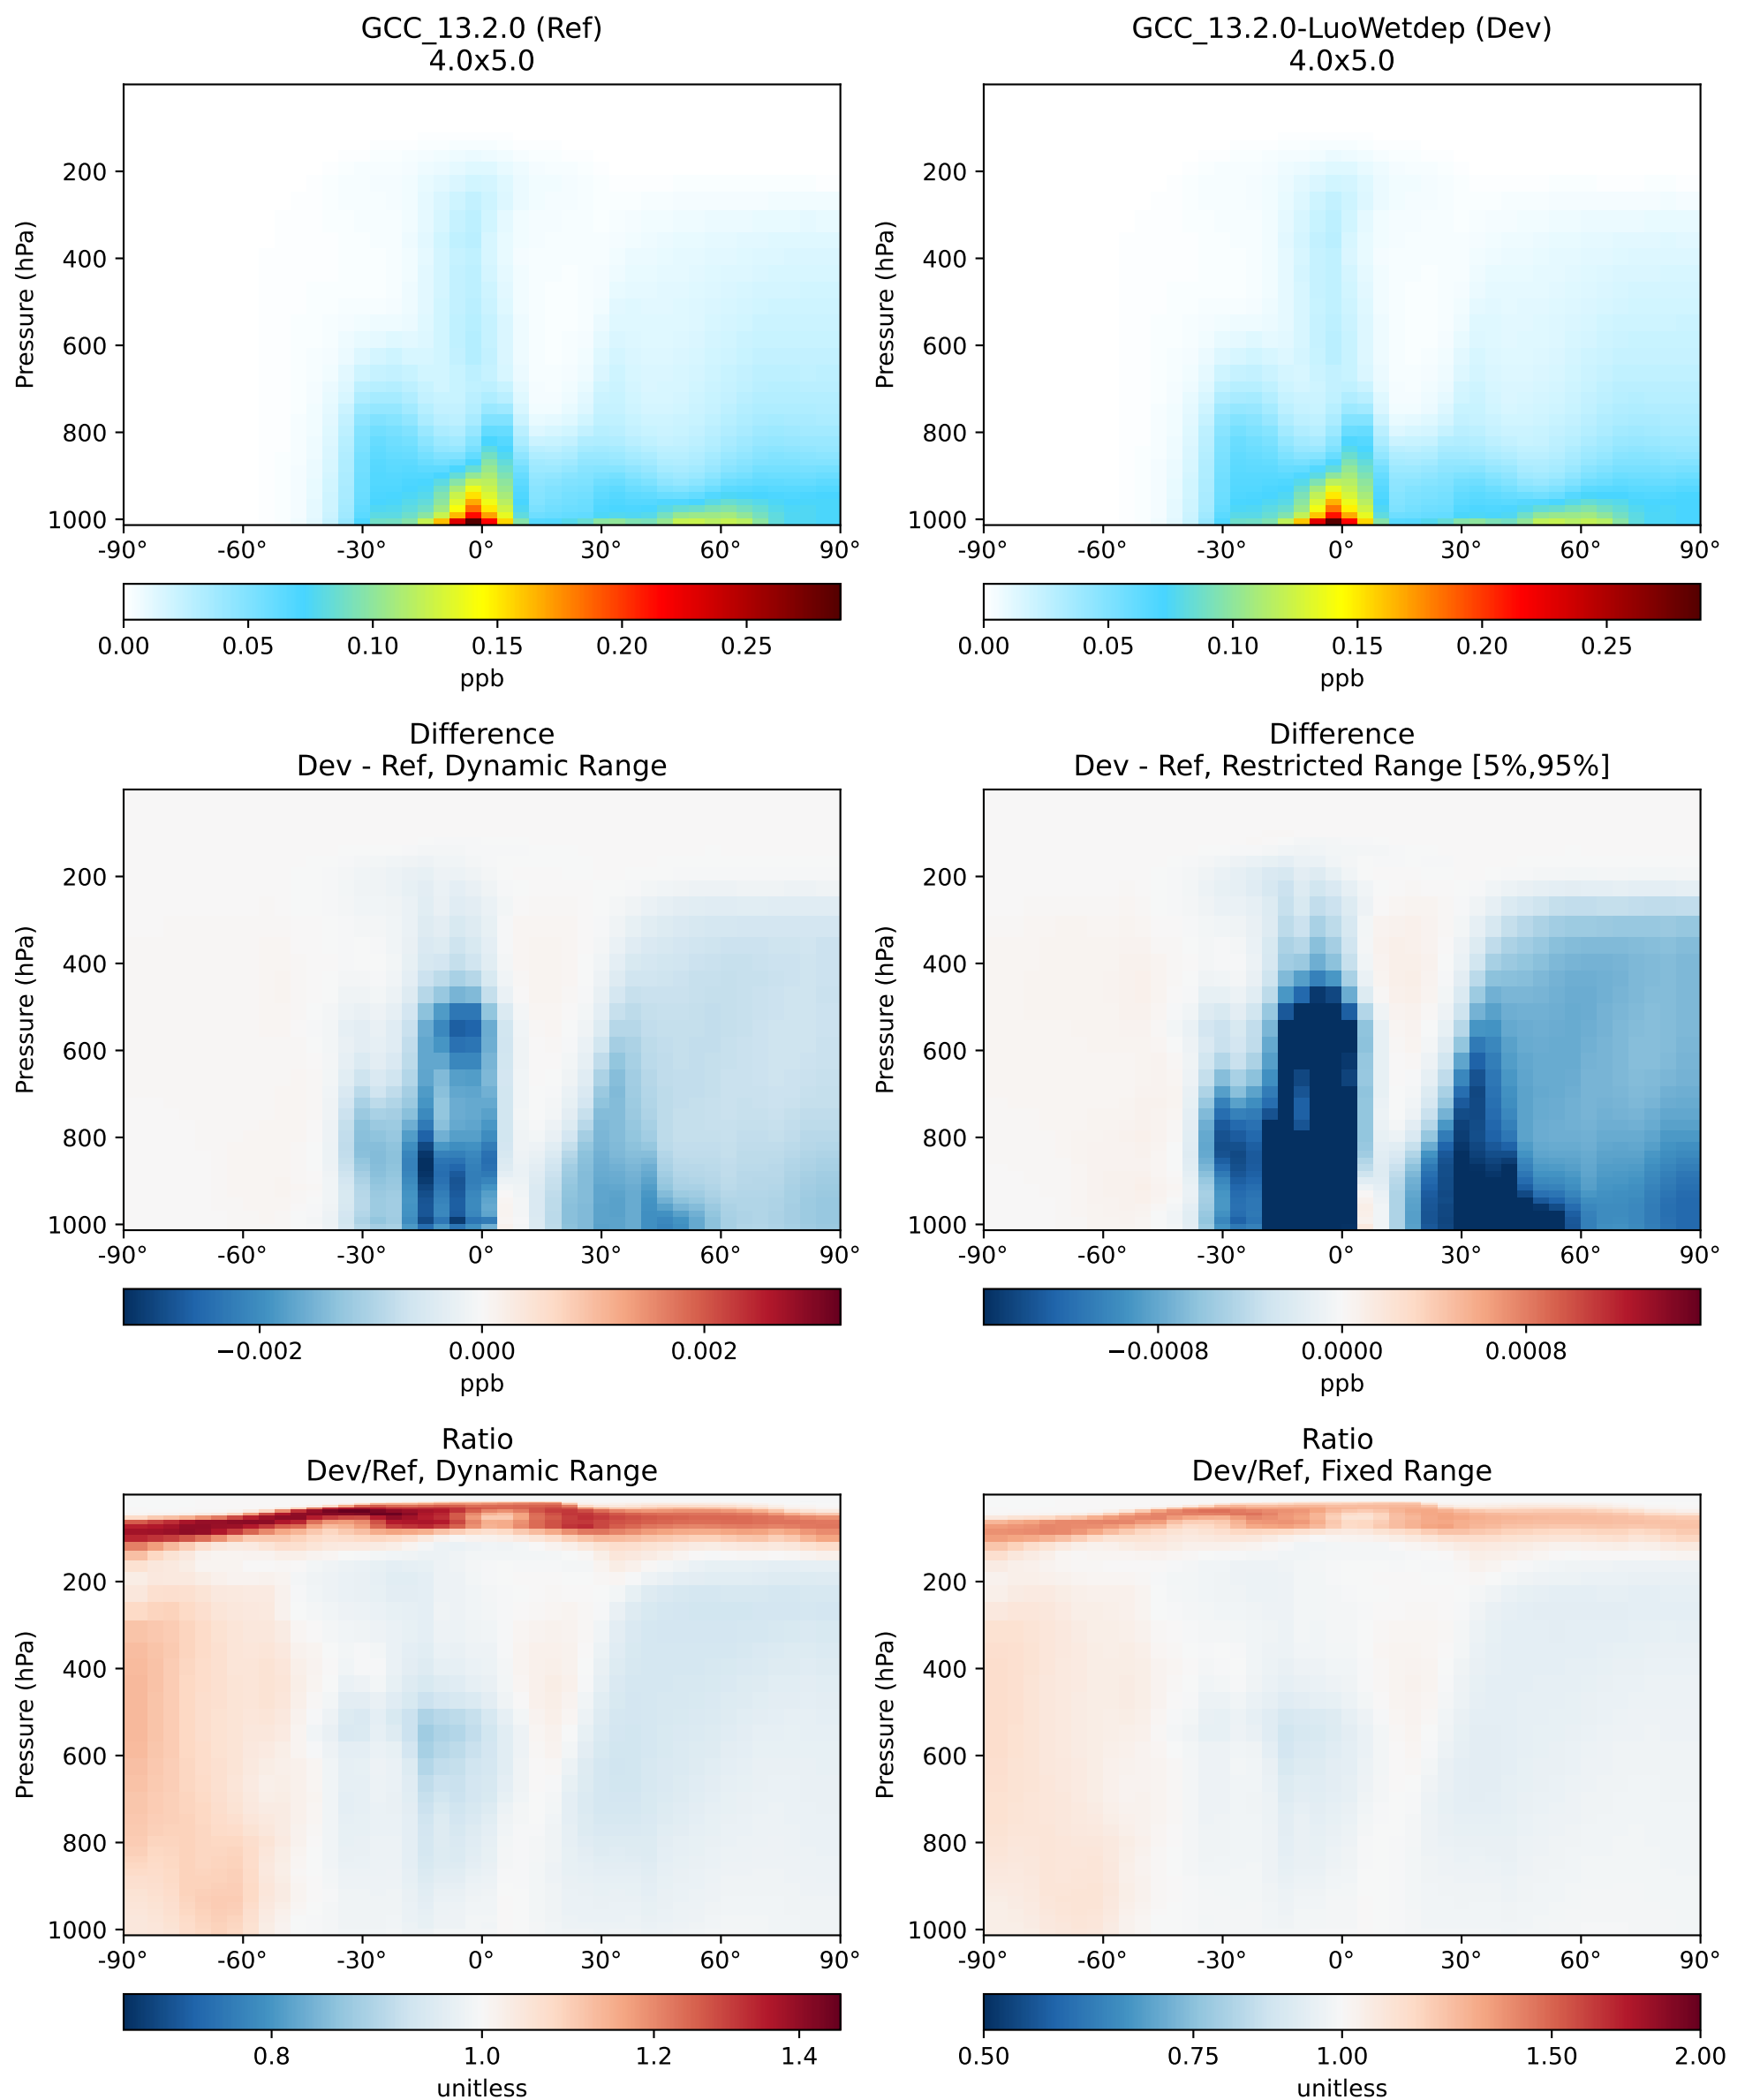 GCC_13.2.0 (Ref)
4.0x5.0
Pressure (hPa)
200
400
600
800
1000
-90° -60° -30° 0° 30° 60° 90°
0.00 0.05 0.10 0.15 0.20 0.25
ppb
GCC_13.2.0-LuoWetdep (Dev)
4.0x5.0
Pressure (hPa)
200
400
600
800
1000
-90° -60° -30° 0° 30° 60° 90°
0.00 0.05 0.10 0.15 0.20 0.25
ppb
Difference
Dev - Ref, Dynamic Range
Pressure (hPa)
200
400
600
800
1000
-90° -60° -30° 0° 30° 60° 90°
−0.002 0.000 0.002
ppb
Difference
Dev - Ref, Restricted Range [5%,95%]
Pressure (hPa)
200
400
600
800
1000
-90° -60° -30° 0° 30° 60° 90°
−0.0008 0.0000 0.0008
ppb
Ratio
Dev/Ref, Dynamic Range
Pressure (hPa)
200
400
600
800
1000
-90° -60° -30° 0° 30° 60° 90°
0.8 1.0 1.2 1.4
unitless
Ratio
Dev/Ref, Fixed Range
Pressure (hPa)
200
400
600
800
1000
-90° -60° -30° 0° 30° 60° 90°
0.50 0.75 1.00 1.50 2.00
unitless